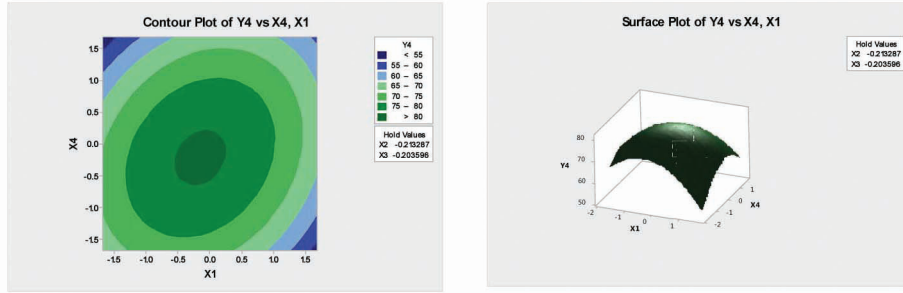 Contour Plot of Y4 vs X4, X1
Y4
< 55
55 – 60
60 – 65
65 – 70
70 – 75
75 – 80
> 80
Hold Values
X2 -0.213287
X3 -0.203596
1.5
1.0
0.5
0.0
-0.5
-1.0
-1.5
X4
-1.5 -1.0 -0.5 0.0 0.5 1.0 1.5
X1
Surface Plot of Y4 vs X4, X1
Hold Values
X2 -0.213287
X3 -0.203596
80
70
60
50
Y4
-2 -1 0 1
X1
-2
-1
0
1
X4